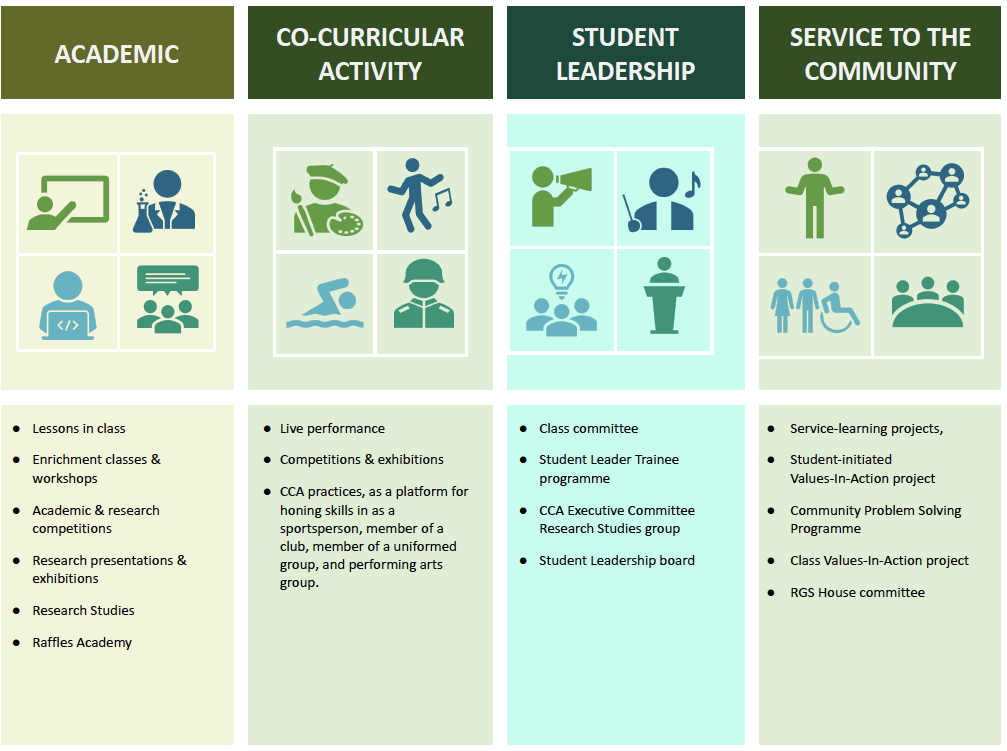 ACADEMIC
CO-CURRICULAR
ACTIVITY
STUDENT
LEADERSHIP
SERVICE TO THE
COMMUNITY
</>
● Lessons in class
● Enrichment classes &
workshops
● Academic & research
competitions
● Research presentations &
exhibitions
● Research Studies
● Raffles Academy
● Live performance
● Competitions & exhibitions
● CCA practices, as a platform for
honing skills in as a
sportsperson, member of a
club, member of a uniformed
group, and performing arts
group.
● Class committee
● Student Leader Trainee
programme
● CCA Executive Committee
Research Studies group
● Student Leadership board
● Service-learning projects,
● Student-initiated
Values-In-Action project
● Community Problem Solving
Programme
● Class Values-In-Action project
● RGS House committee